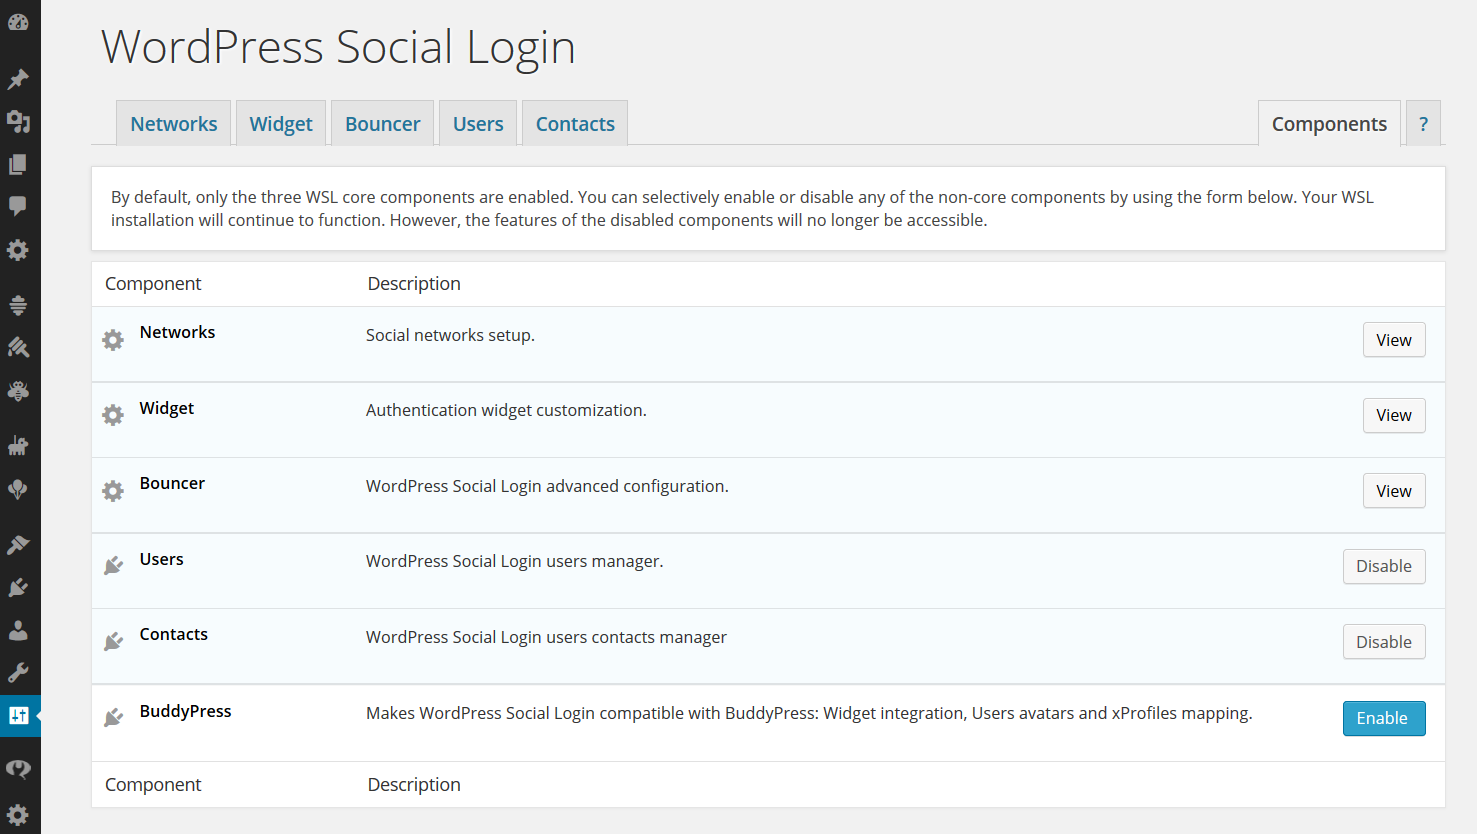 WordPress Social Login
Networks Widget Bouncer Users Contacts Components ?
By default, only the three WSL core components are enabled. You can selectively enable or disable any of the non-core components by using the form below. Your WSL
installation will continue to function. However, the features of the disabled components will no longer be accessible.
Component Description
Networks Social networks setup. View
Widget Authentication widget customization. View
Bouncer WordPress Social Login advanced configuration. View
Users WordPress Social Login users manager. Disable
Contacts WordPress Social Login users contacts manager Disable
BuddyPress Makes WordPress Social Login compatible with BuddyPress: Widget integration, Users avatars and xProfiles mapping. Enable
Component Description